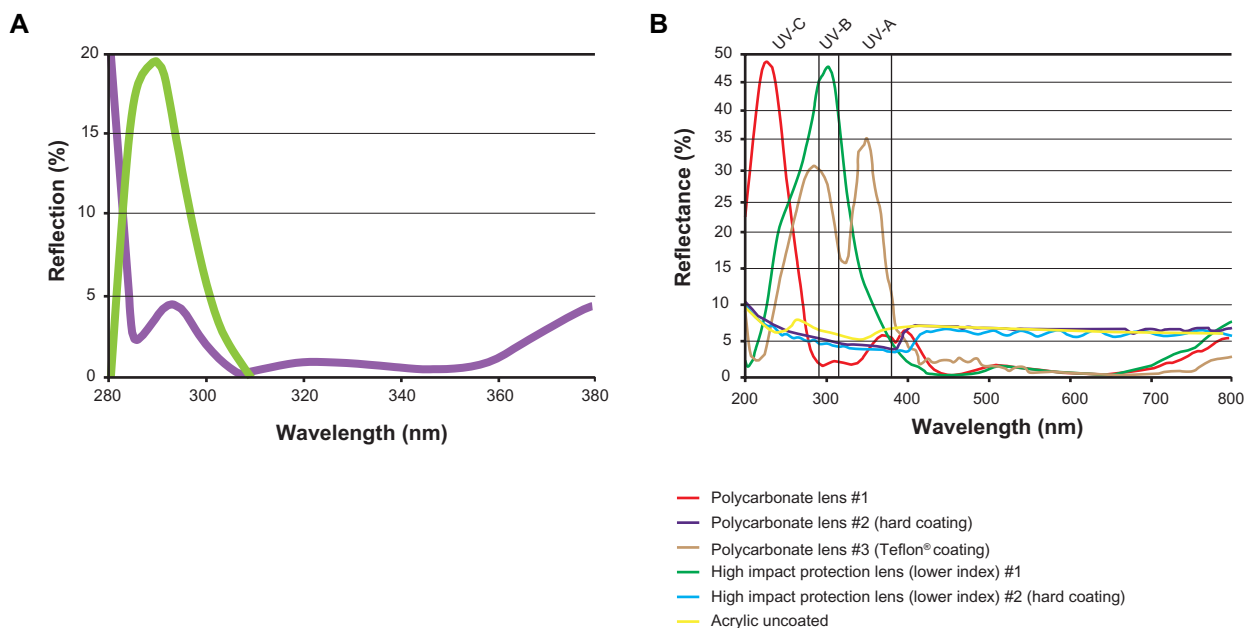 A
20
15
10
5
0
Reflection (%)
280
300
320
340
360
380
Wavelength (nm)
B
UV-C
UV-B
UV-A
50
45
40
35
30
25
20
15
10
5
0
Reflectance (%)
200
300
400
500
600
700
800
Wavelength (nm)
Polycarbonate lens #1
Polycarbonate lens #2 (hard coating)
Polycarbonate lens #3 (Teflon® coating)
High impact protection lens (lower index) #1
High impact protection lens (lower index) #2 (hard coating)
Acrylic uncoated